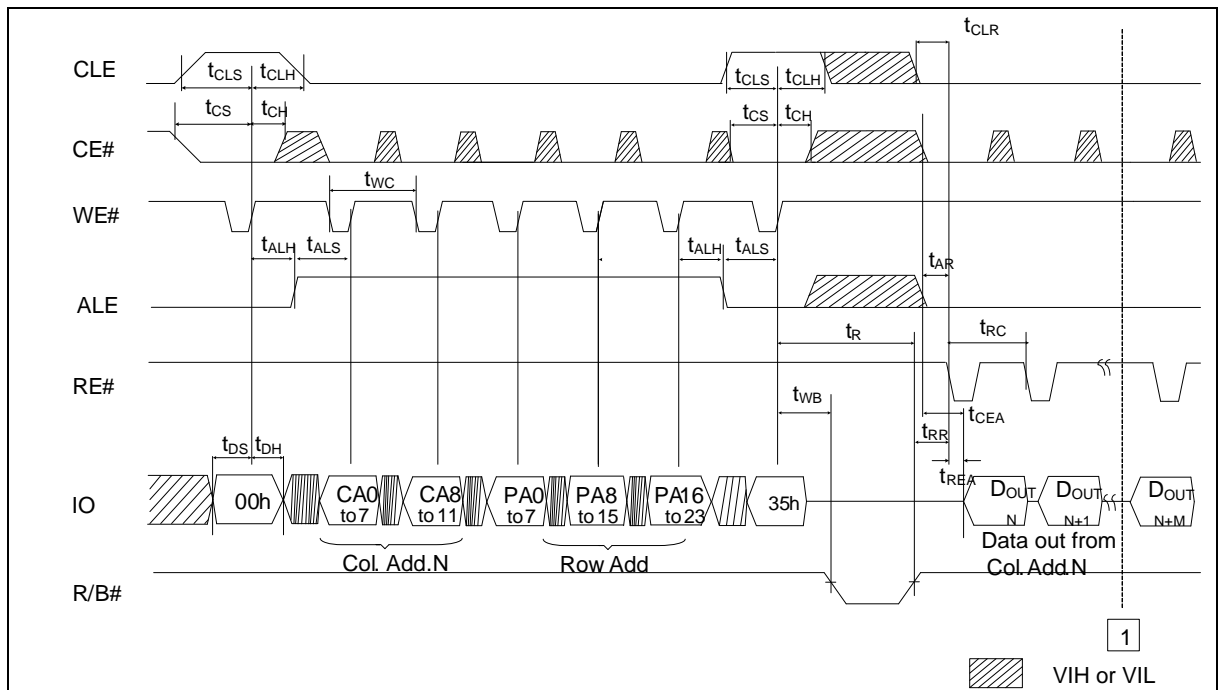 tCLR
CLE
tCLS tCLH tCLS tCLH
tCS tCH tCS tCH
CE#
tWC
WE#
tALH tALS tALH tALS
tAR
ALE
tR tRC
RE#
tWB
tCEA
tDS tDH tRR
tREA
IO
00h
CA0 to 7
CA8 to 11
PA0 to 7
PA8 to 15
PA16 to 23
35h
DOUT N
DOUT N+1
DOUT N+M
Col. Add.N Row Add
Data out from
Col. Add.N
R/B#
1
VIH or VIL